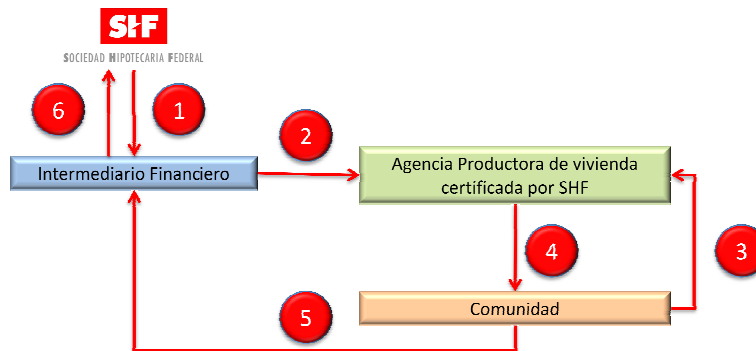 SHF
SOCIEDAD HIPOTECARIA FEDERAL
6
1
2
Intermediario Financiero
Agencia Productora de vivienda
certificada por SHF
4
3
5
Comunidad